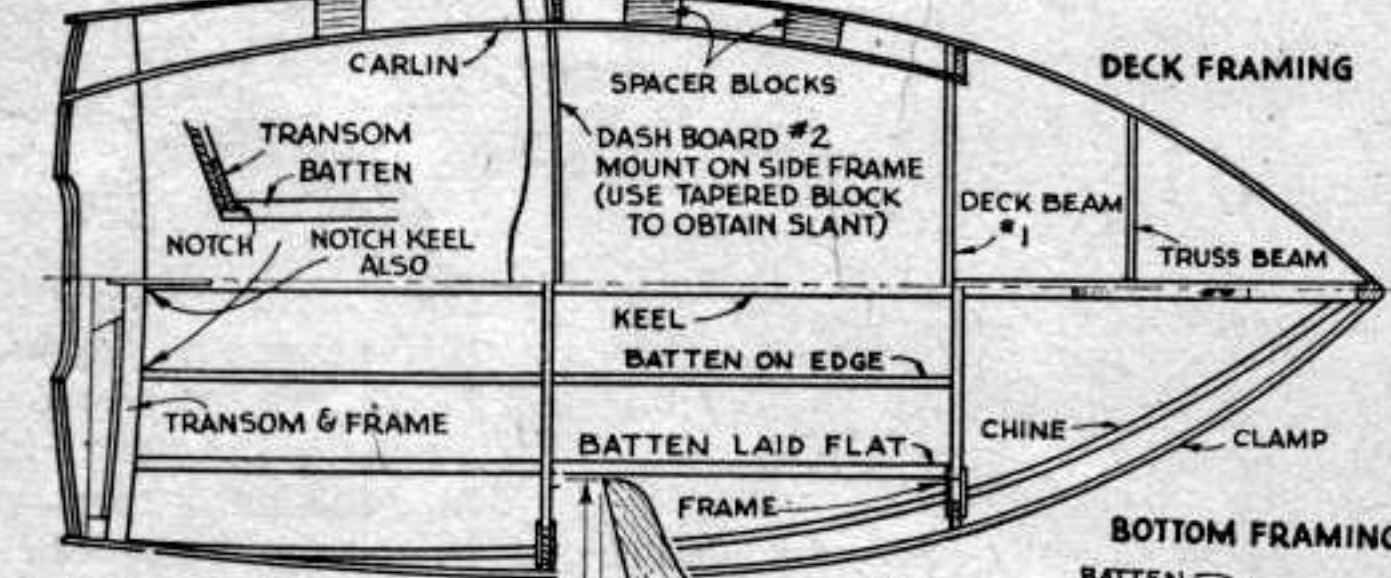 CARLIN
SPACER BLOCKS
DECK FRAMING
TRANSOM
BATTEN
NOTCH
NOTCH KEEL
ALSO
DASH BOARD #2
MOUNT ON SIDE FRAME
(USE TAPERED BLOCK
TO OBTAIN SLANT)
DECK BEAM
#1
TRUSS BEAM
KEEL
BATTEN ON EDGE
TRANSOM & FRAME
BATTEN LAID FLAT
CHINE
CLAMP
FRAME
BOTTOM FRAMING
BATTEN